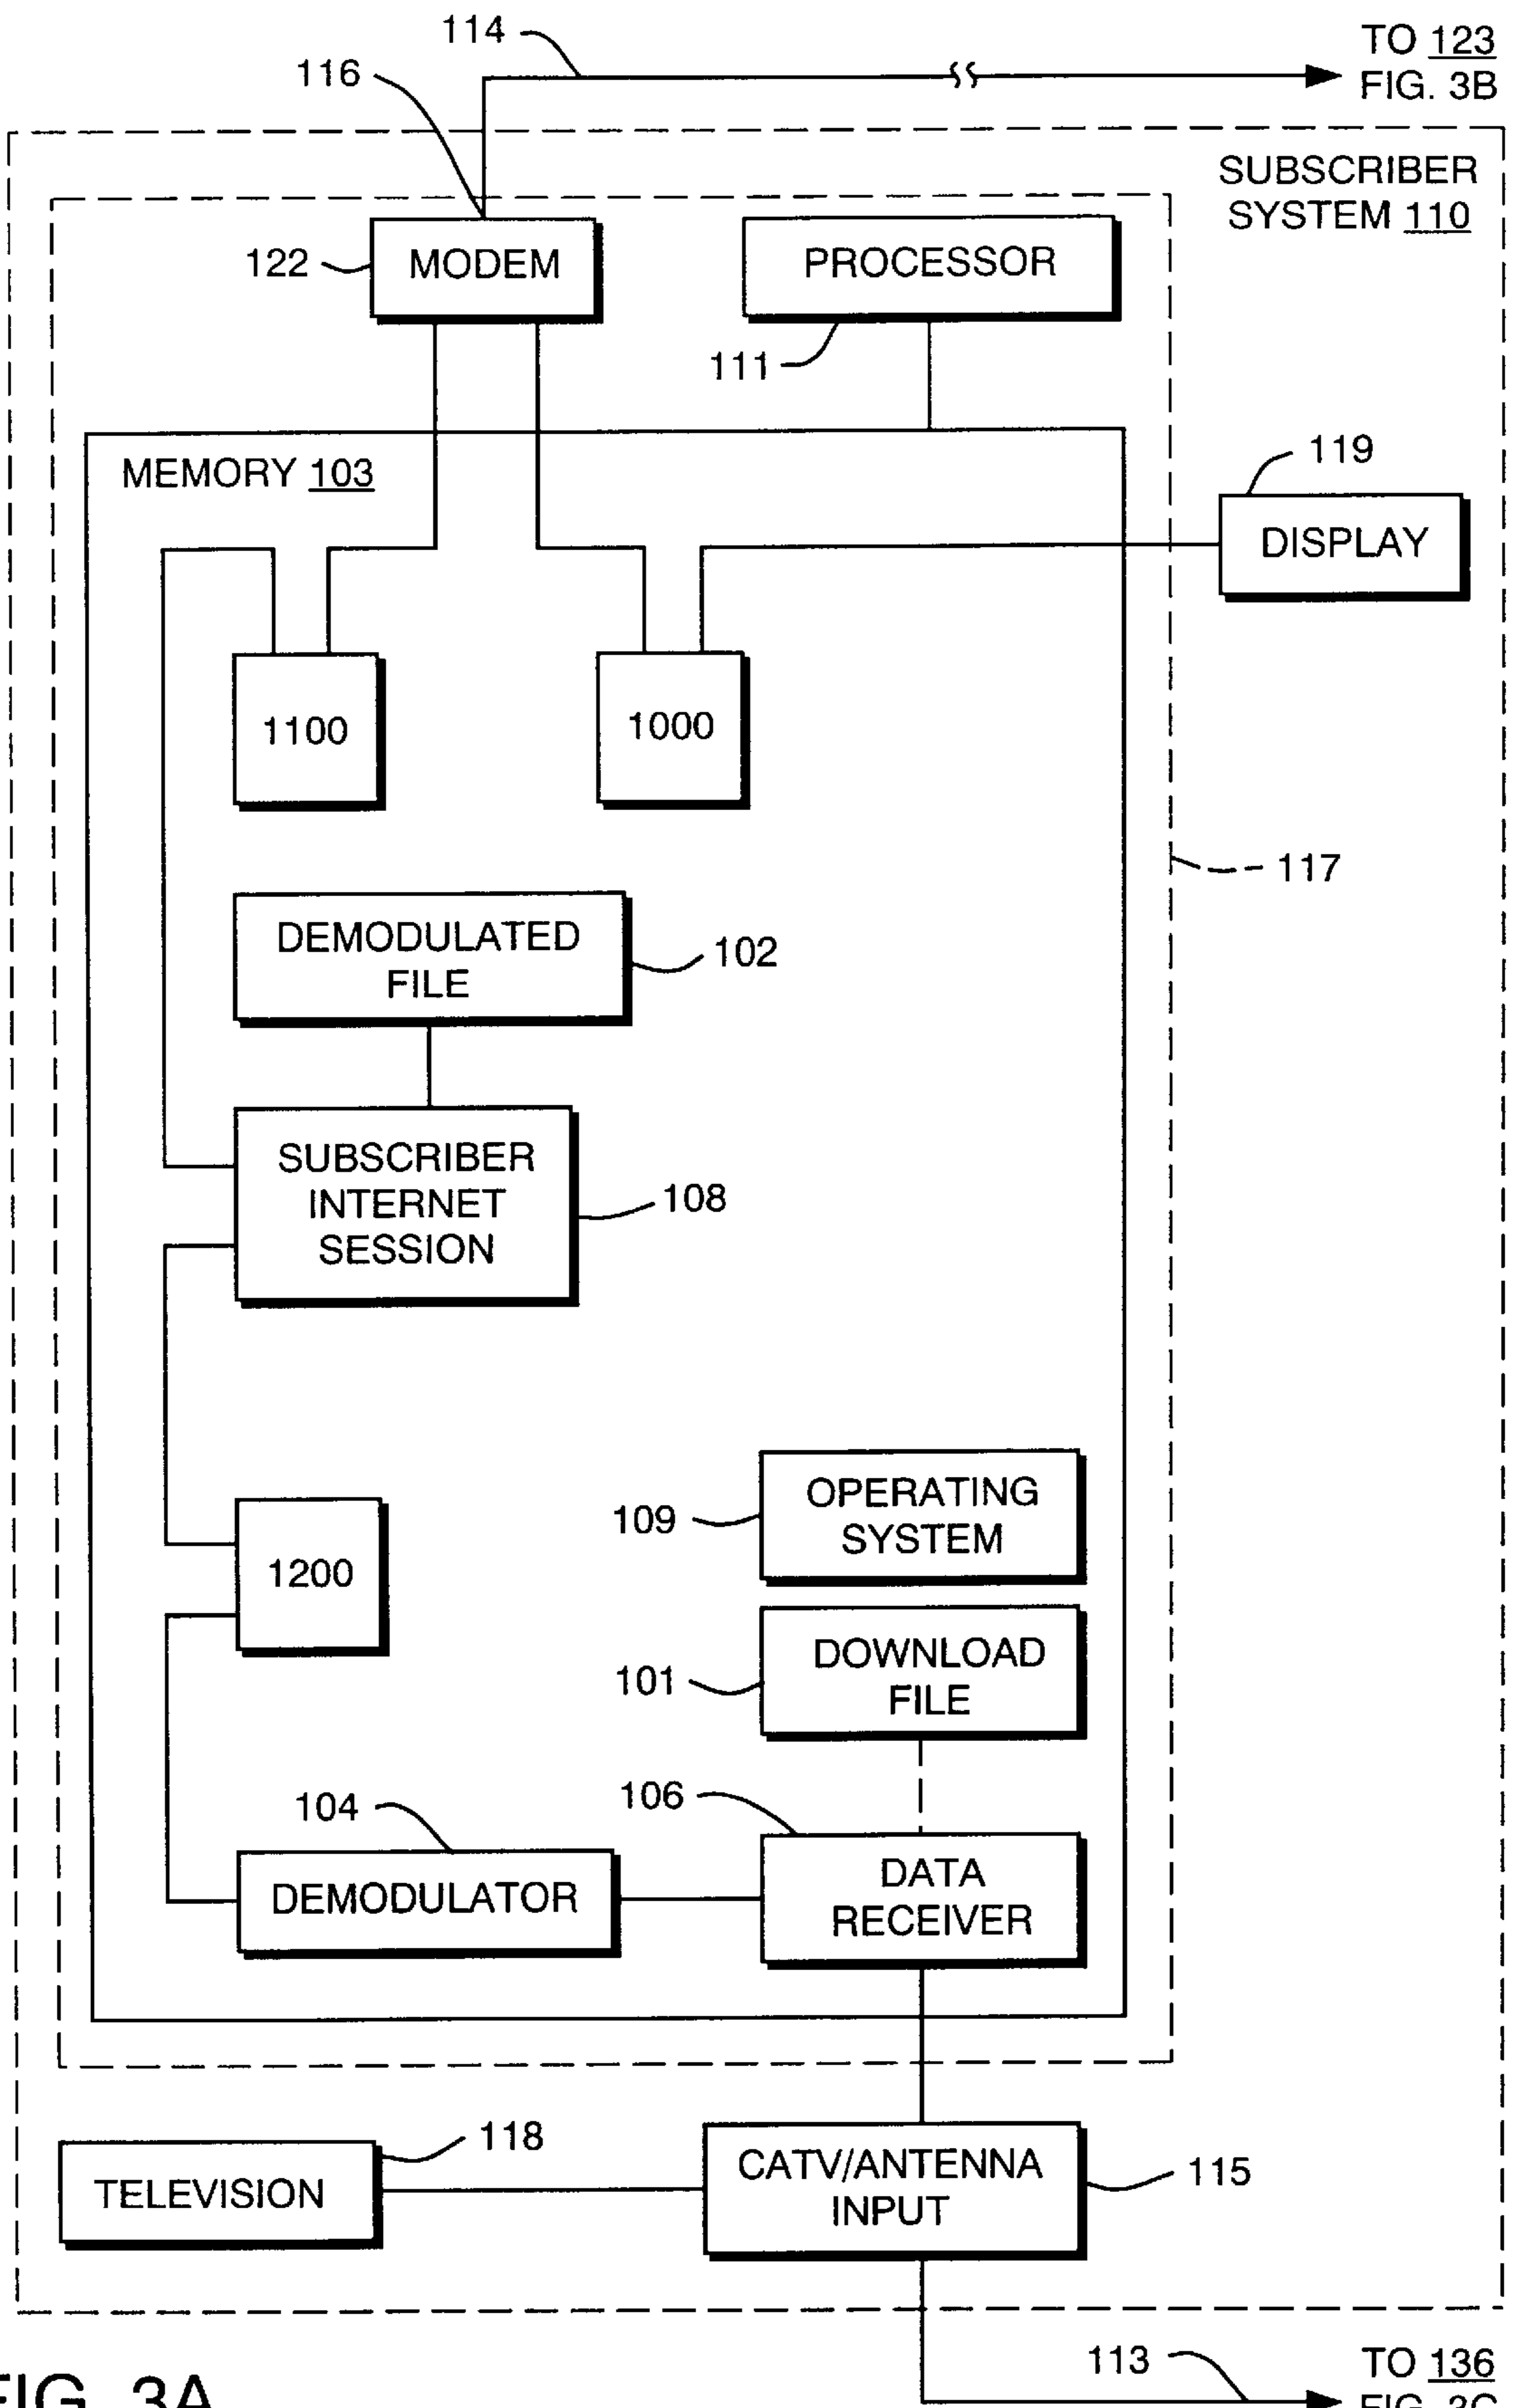 114
TO 123
116
FIG. 3B
SUBSCRIBER
SYSTEM 110
122
MODEM
PROCESSOR
111
MEMORY 103
119
DISPLAY
1100
1000
117
DEMODULATED
FILE
102
SUBSCRIBER
INTERNET
SESSION
108
OPERATING
SYSTEM
109
1200
DOWNLOAD
FILE
101
106
104
DATA
RECEIVER
DEMODULATOR
118
TELEVISION
CATV/ANTENNA
INPUT
115
113
TO 136
FIG. 3A
FIG. 3C